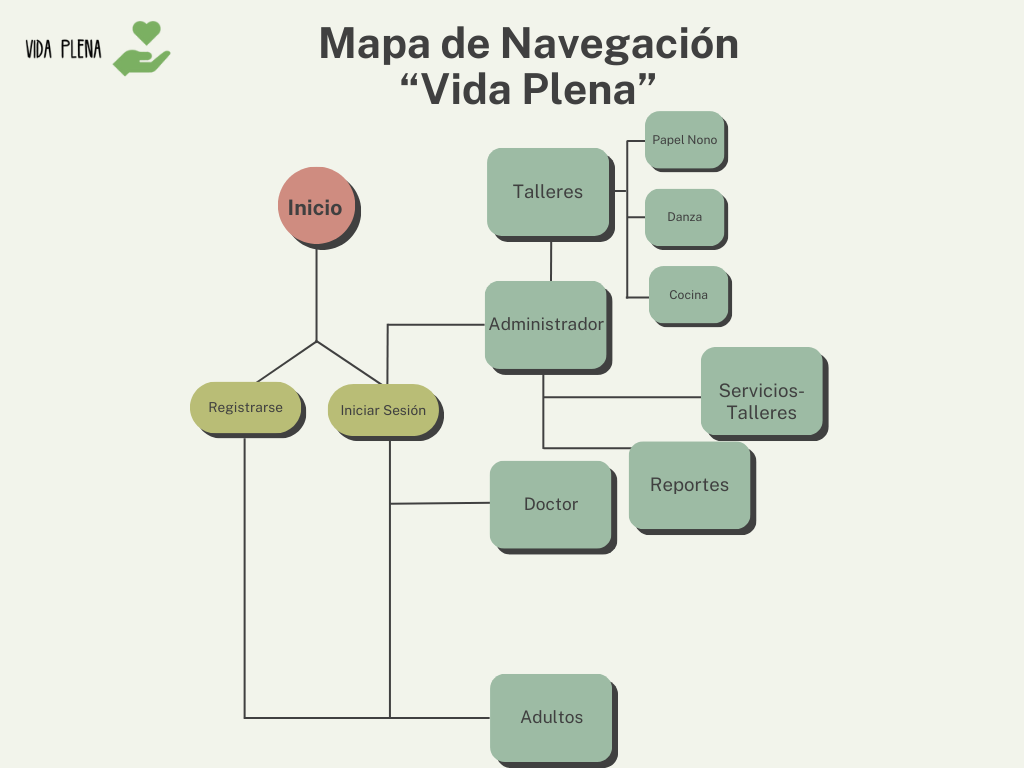 VIDA PLENA
Mapa de Navegación
“Vida Plena”
Papel Nono
Talleres
Inicio
Danza
Cocina
Administrador
Servicios-
Talleres
Registrarse
Iniciar Sesión
Reportes
Doctor
Adultos